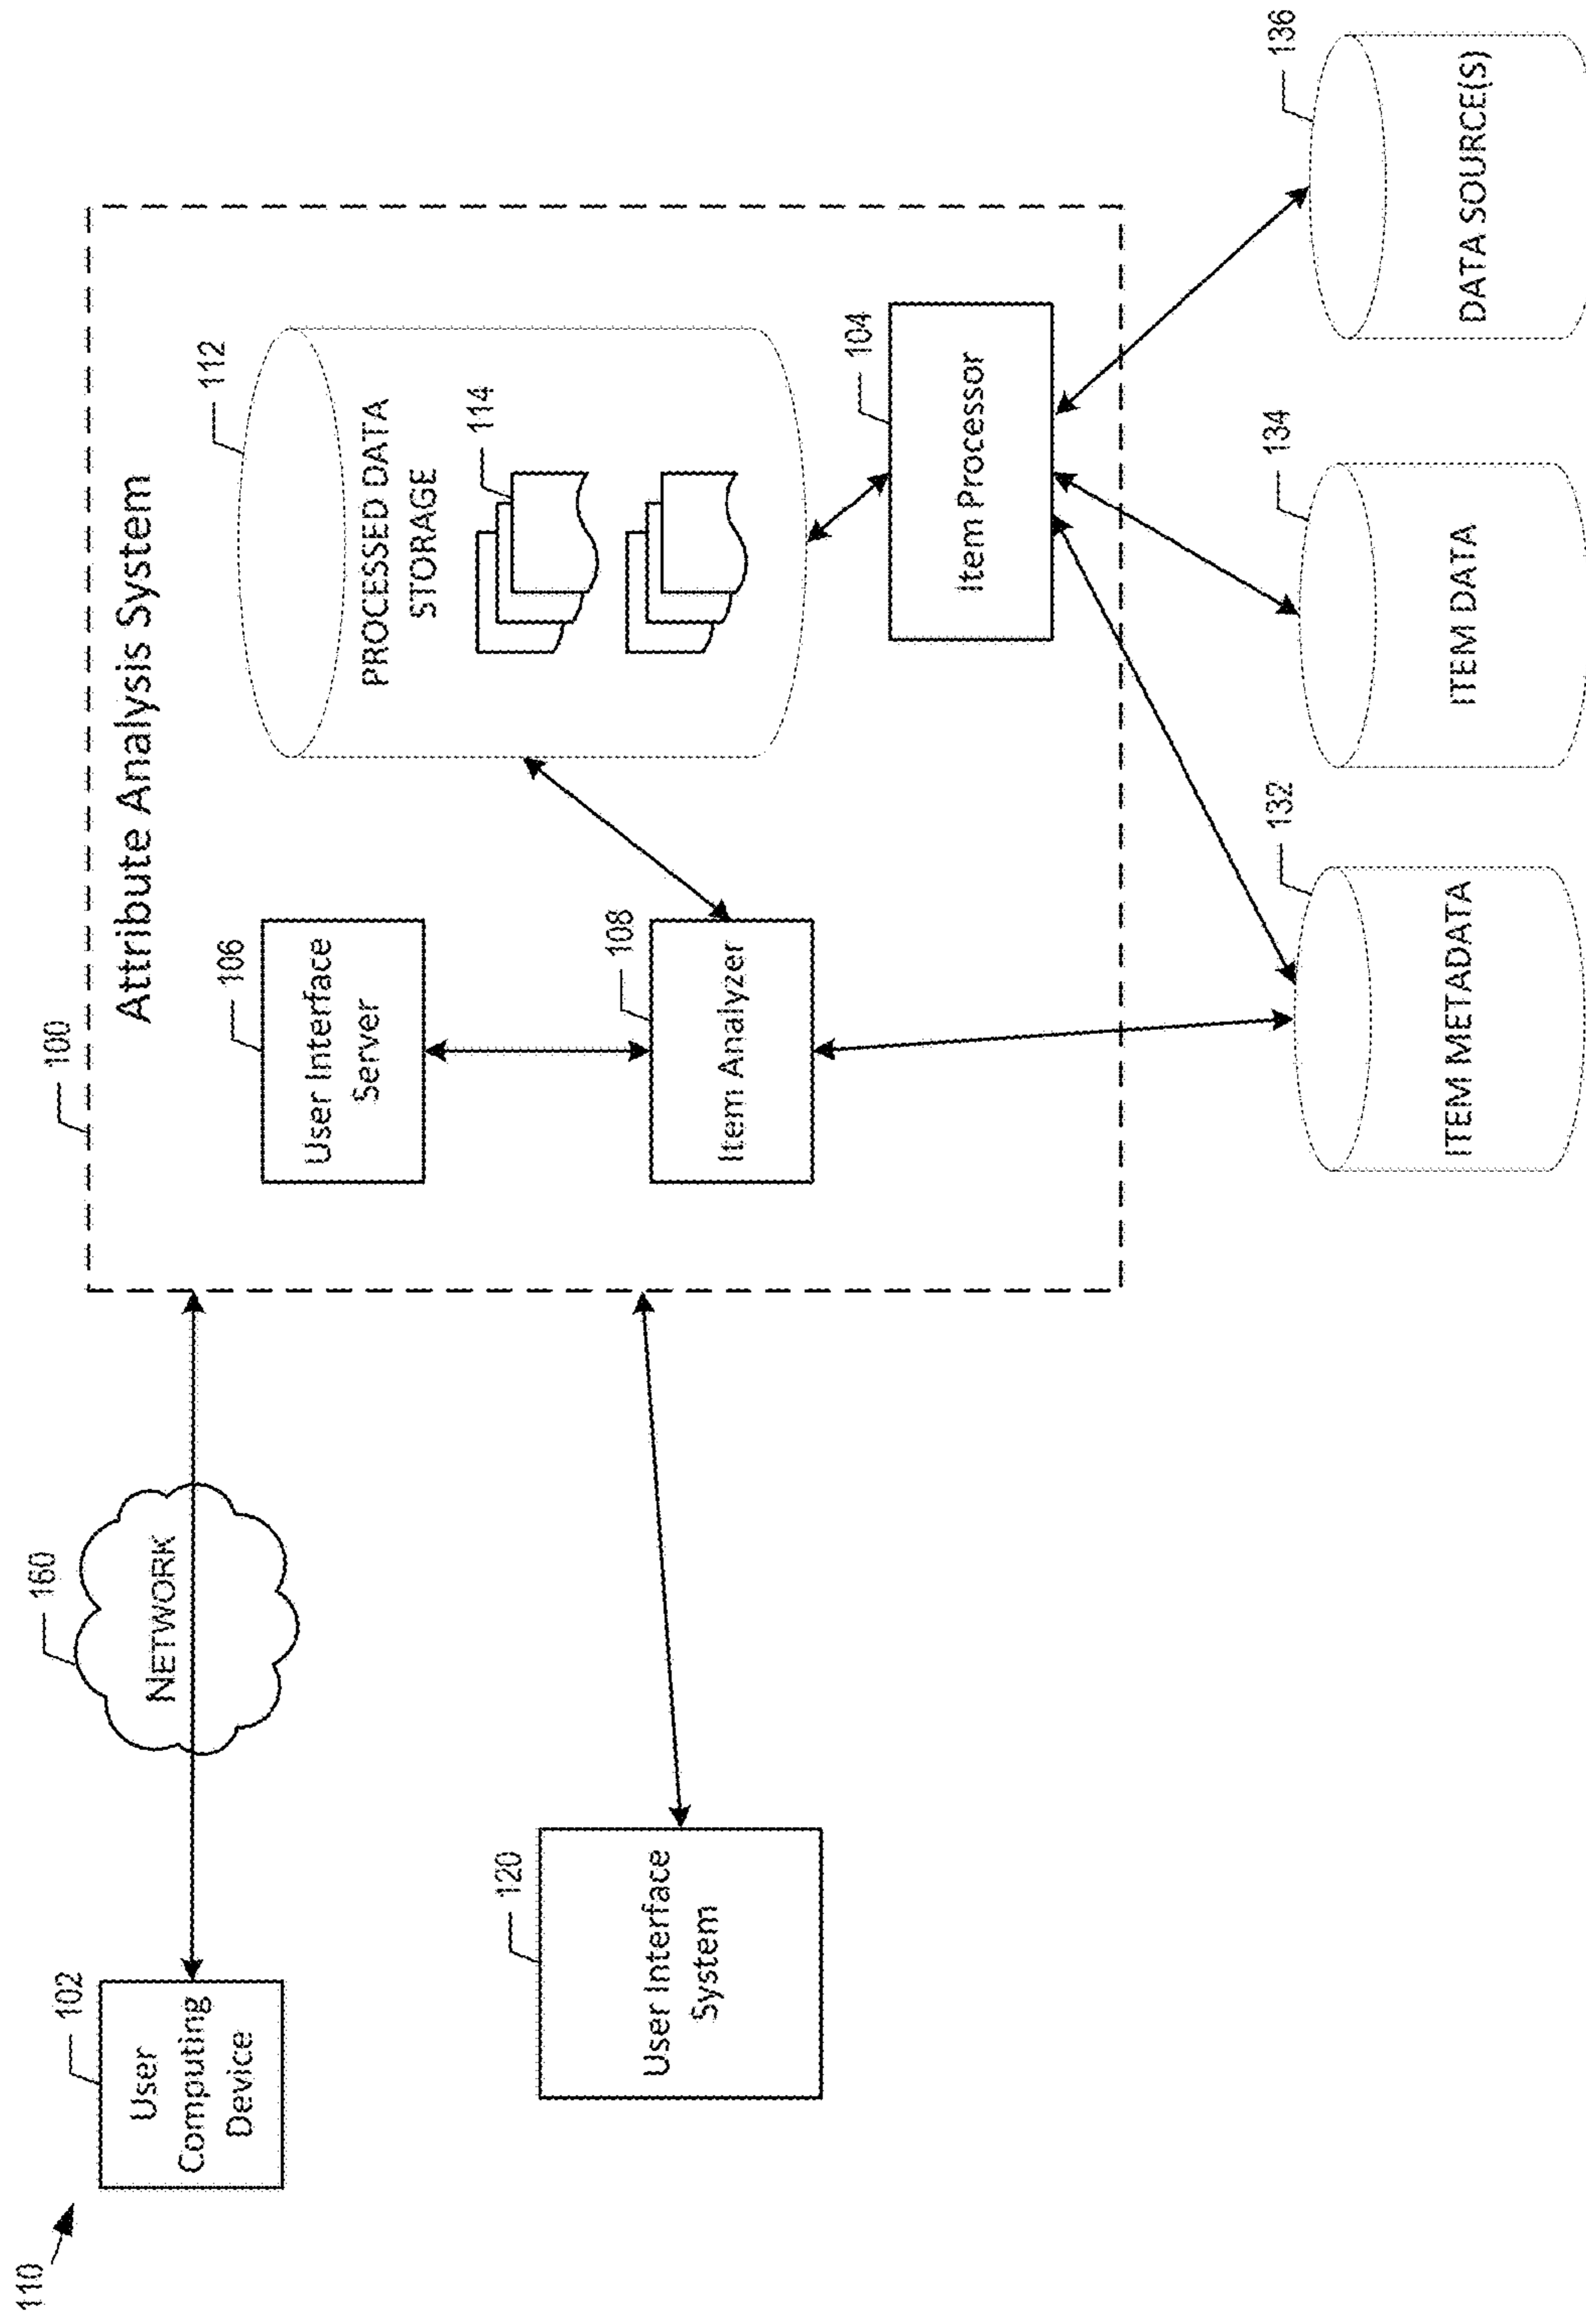 110
102
User
Computing
Device
160
NETWORK
100
Attribute Analysis System
106
User Interface
Server
112
PROCESSED DATA
STORAGE
114
120
User Interface
System
108
Item Analyzer
104
Item Processor
132
ITEM METADATA
134
ITEM DATA
136
DATA SOURCE(S)